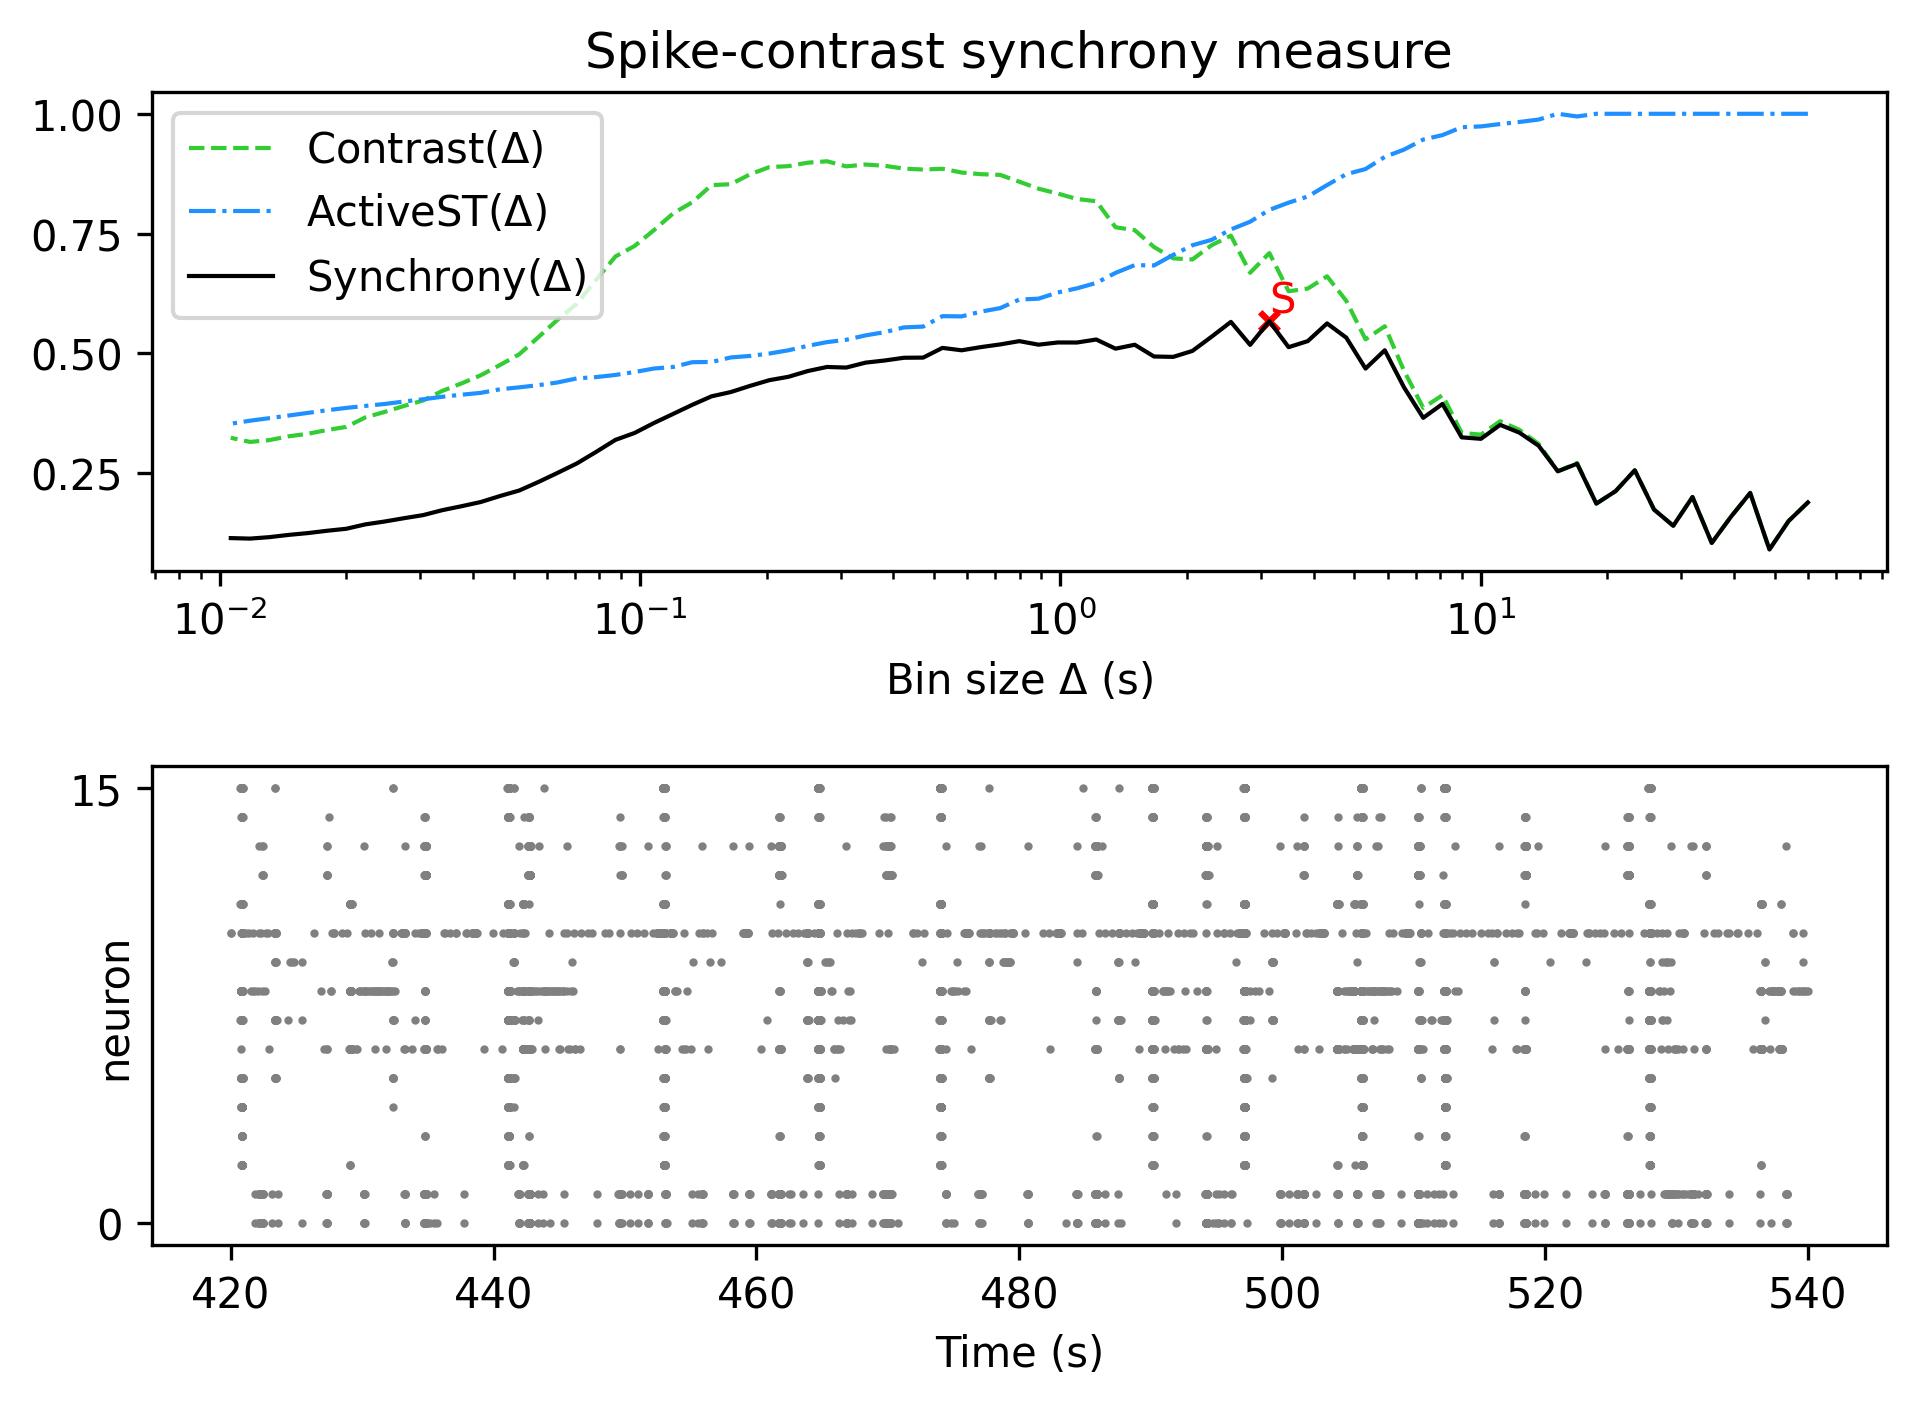 Spike-contrast synchrony measure
1.00
0.75
0.50
0.25
Contrast(Δ)
ActiveST(Δ)
Synchrony(Δ)
S
10⁻² 10⁻¹ 10⁰ 10¹
Bin size Δ (s)
15
0
neuron
420 440 460 480 500 520 540
Time (s)